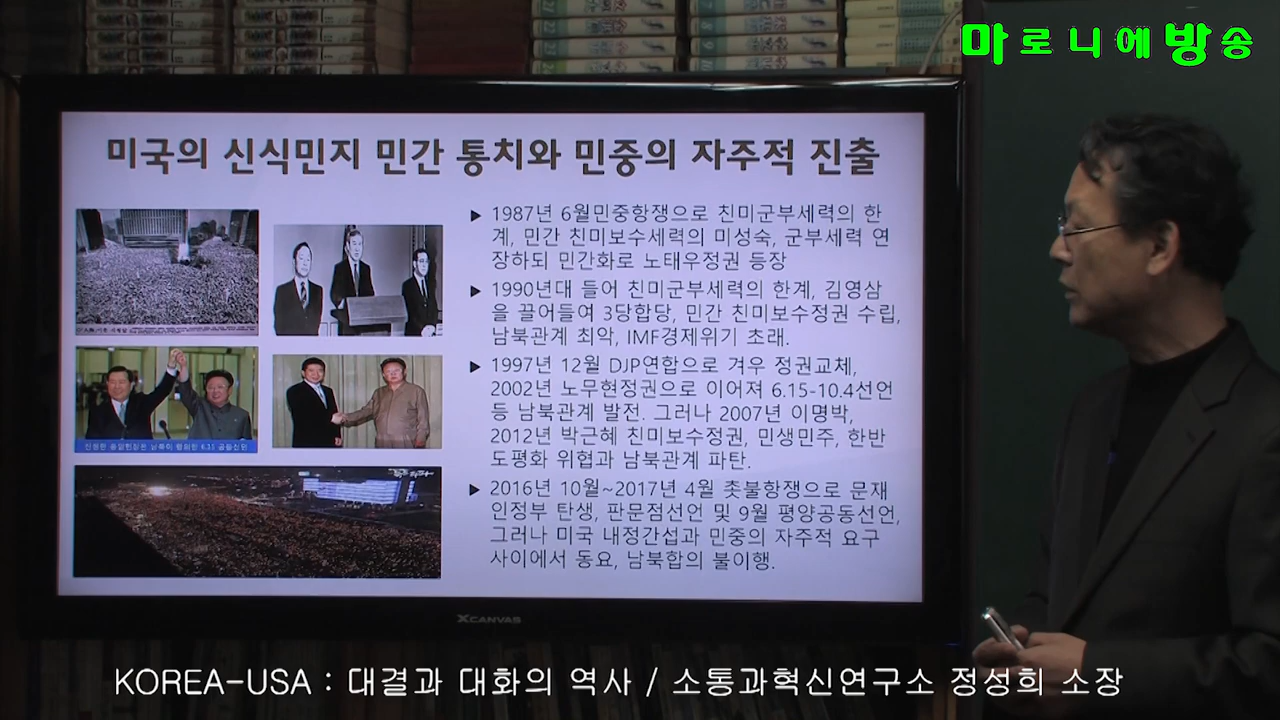 마로니에방송
미국의 신식민지 민간 통치와 민중의 자주적 진출
▶ 1987년 6월민중항쟁으로 친미군부세력의 한
계, 민간 친미보수세력의 미성숙, 군부세력 연
장하되 민간화로 노태우정권 등장
▶ 1990년대 들어 친미군부세력의 한계, 김영삼
을 끌어들여 3당합당, 민간 친미보수정권 수립,
남북관계 최악, IMF경제위기 초래.
▶ 1997년 12월 DJP연합으로 겨우 정권교체,
2002년 노무현정권으로 이어져 6.15-10.4선언
등 남북관계 발전. 그러나 2007년 이명박,
2012년 박근혜 친미보수정권, 민생민주, 한반
도평화 위협과 남북관계 파탄.
▶ 2016년 10월~2017년 4월 촛불항쟁으로 문재
인정부 탄생, 판문점선언 및 9월 평양공동선언,
그러나 미국 내정간섭과 민중의 자주적 요구
사이에서 동요, 남북합의 불이행.
XCANVAS
KOREA-USA : 대결과 대화의 역사 / 소통과혁신연구소 정성희 소장